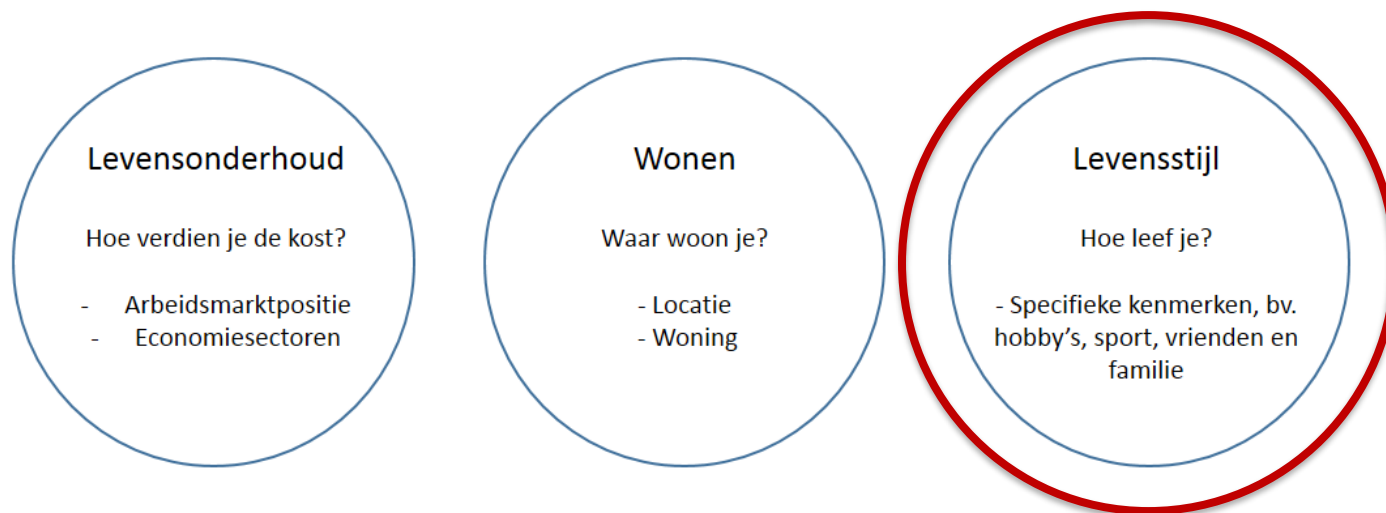 Levensonderhoud
Hoe verdien je de kost?
- Arbeidsmarktpositie
- Economiesectoren
Wonen
Waar woon je?
- Locatie
- Woning
Levensstijl
Hoe leef je?
- Specifieke kenmerken, bv.
hobby’s, sport, vrienden en
familie